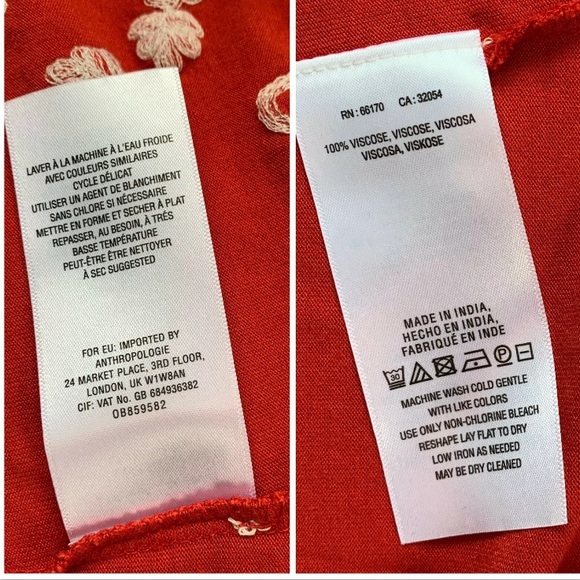 LAVER À LA MACHINE À L'EAU FROIDE
AVEC COULEURS SIMILAIRES
CYCLE DÉLICAT
UTILISER UN AGENT DE BLANCHIMENT
SANS CHLORE SI NÉCESSAIRE
METTRE EN FORME ET SECHER À PLAT
REPASSER, AU BESOIN, À TRÈS
BASSE TEMPÉRATURE
PEUT-ÊTRE ÊTRE NETTOYER
À SEC SUGGESTED
FOR EU: IMPORTED BY
ANTHROPOLOGIE
24 MARKET PLACE, 3RD FLOOR,
LONDON, UK W1W8AN
CIF: VAT No. GB 684936382
OB859582
RN: 66170 CA: 32054
100% VISCOSE, VISCOSE, VISCOSA
VISCOSA, VISKOSE
MADE IN INDIA,
HECHO EN INDIA,
FABRIQUÉ EN INDE
30 P
MACHINE WASH COLD GENTLE
WITH LIKE COLORS
USE ONLY NON-CHLORINE BLEACH
RESHAPE LAY FLAT TO DRY
LOW IRON AS NEEDED
MAY BE DRY CLEANED